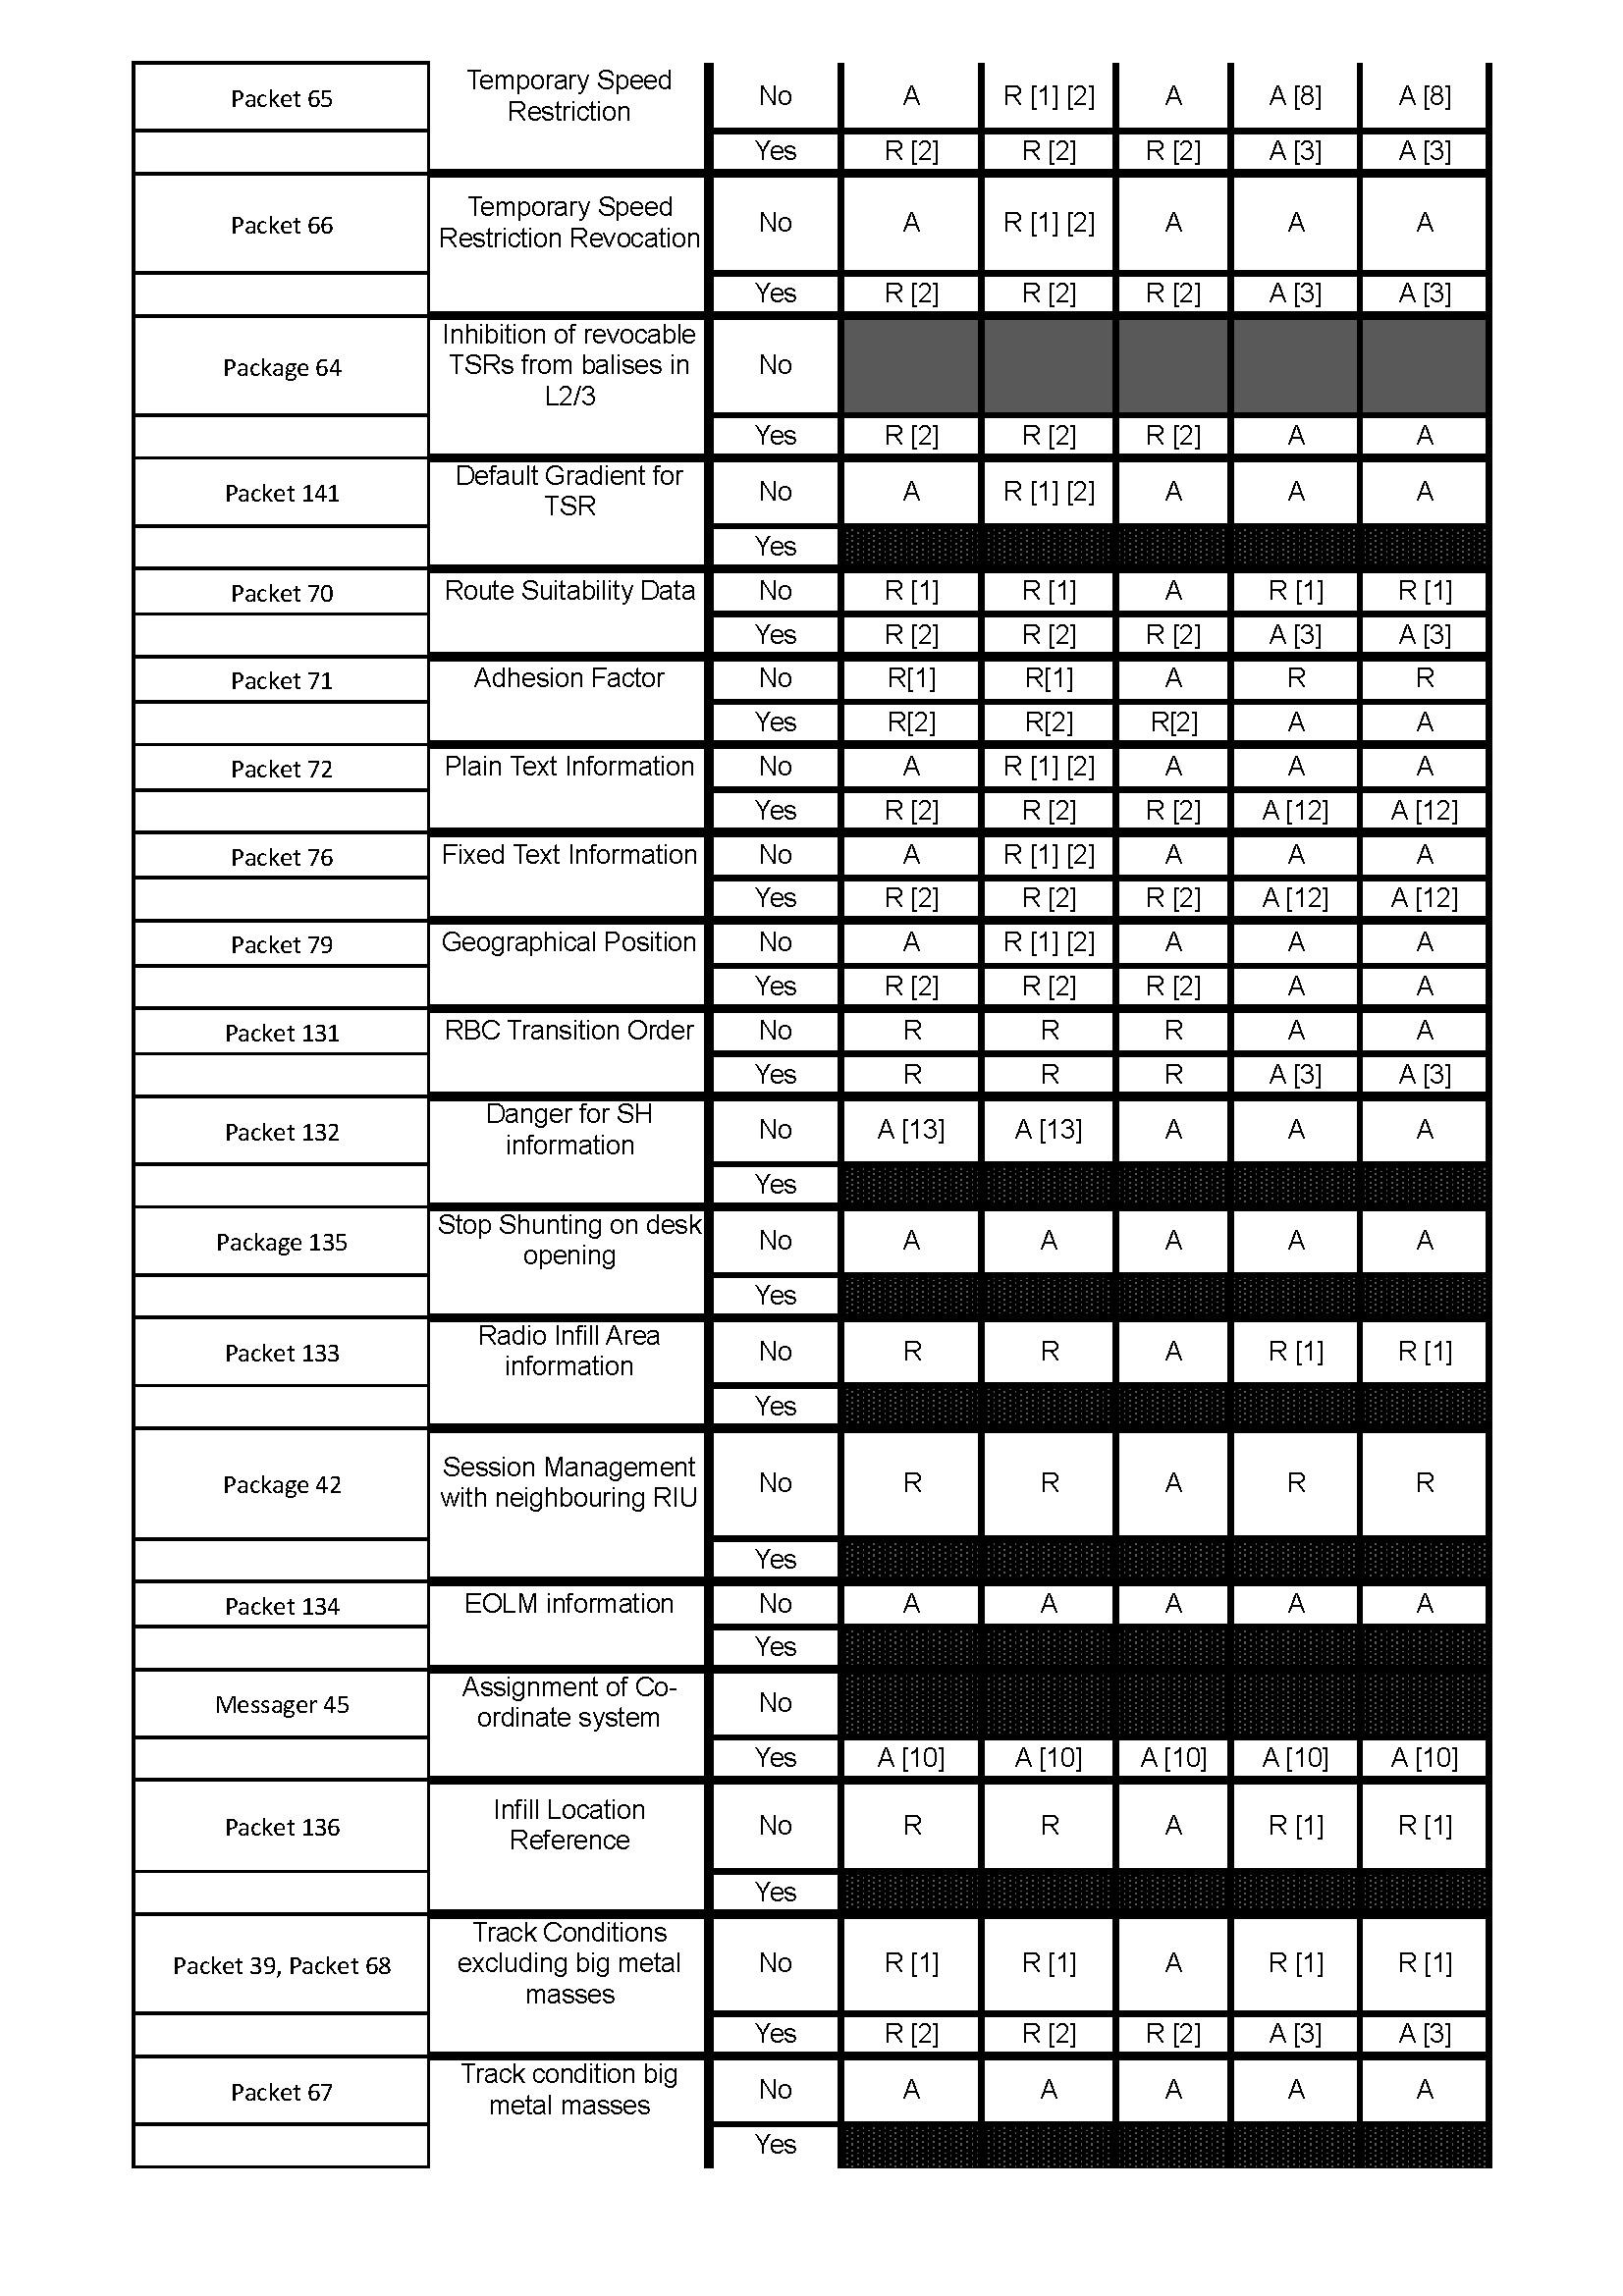 Packet 65 Temporary Speed Restriction No A R [1] [2] A A [8] A [8]
Yes R [2] R [2] R [2] A [3] A [3]
Packet 66 Temporary Speed Restriction Revocation No A R [1] [2] A A A
Yes R [2] R [2] R [2] A [3] A [3]
Package 64 Inhibition of revocable TSRs from balises in L2/3 No
Yes R [2] R [2] R [2] A A
Packet 141 Default Gradient for TSR No A R [1] [2] A A A
Yes
Packet 70 Route Suitability Data No R [1] R [1] A R [1] R [1]
Yes R [2] R [2] R [2] A [3] A [3]
Packet 71 Adhesion Factor No R[1] R[1] A R R
Yes R[2] R[2] R[2] A A
Packet 72 Plain Text Information No A R [1] [2] A A A
Yes R [2] R [2] R [2] A [12] A [12]
Packet 76 Fixed Text Information No A R [1] [2] A A A
Yes R [2] R [2] R [2] A [12] A [12]
Packet 79 Geographical Position No A R [1] [2] A A A
Yes R [2] R [2] R [2] A A
Packet 131 RBC Transition Order No R R R A A
Yes R R R A [3] A [3]
Packet 132 Danger for SH information No A [13] A [13] A A A
Yes
Package 135 Stop Shunting on desk opening No A A A A A
Yes
Packet 133 Radio Infill Area information No R R A R [1] R [1]
Yes
Package 42 Session Management with neighbouring RIU No R R A R R
Yes
Packet 134 EOLM information No A A A A A
Yes
Messager 45 Assignment of Co-ordinate system No
Yes A [10] A [10] A [10] A [10] A [10]
Packet 136 Infill Location Reference No R R A R [1] R [1]
Yes
Packet 39, Packet 68 Track Conditions excluding big metal masses No R [1] R [1] A R [1] R [1]
Yes R [2] R [2] R [2] A [3] A [3]
Packet 67 Track condition big metal masses No A A A A A
Yes